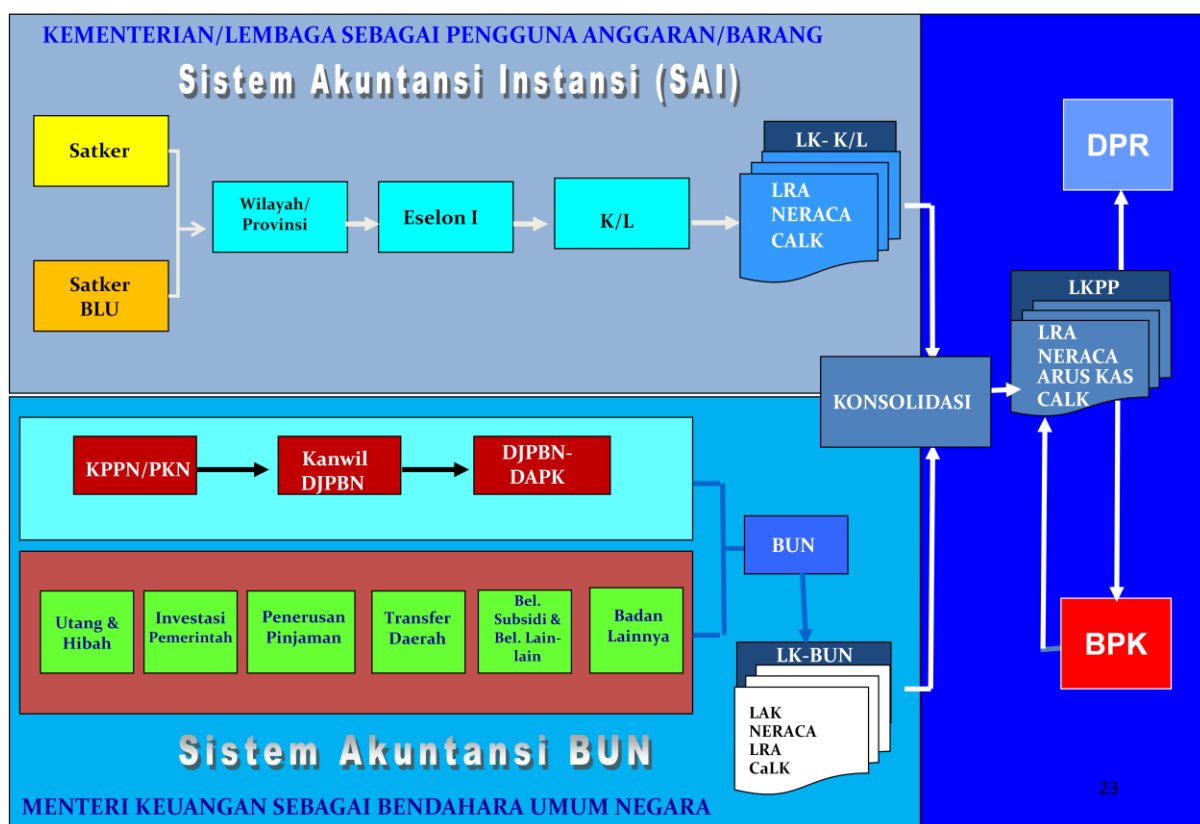 KEMENTERIAN/LEMBAGA SEBAGAI PENGGUNA ANGGARAN/BARANG
Sistem Akuntansi Instansi (SAI)
Satker
Satker
BLU
Wilayah/
Provinsi
Eselon I
K/L
LK- K/L
LRA
NERACA
CALK
DPR
LKPP
LRA
NERACA
ARUS KAS
CALK
KONSOLIDASI
KPPN/PKN
Kanwil
DJPBN
DJPBN-
DAPK
BUN
Utang &
Hibah
Investasi
Pemerintah
Penerusan
Pinjaman
Transfer
Daerah
Bel.
Subsidi &
Bel. Lain-
lain
Badan
Lainnya
LK-BUN
LAK
NERACA
LRA
CaLK
BPK
Sistem Akuntansi BUN
MENTERI KEUANGAN SEBAGAI BENDAHARA UMUM NEGARA
23